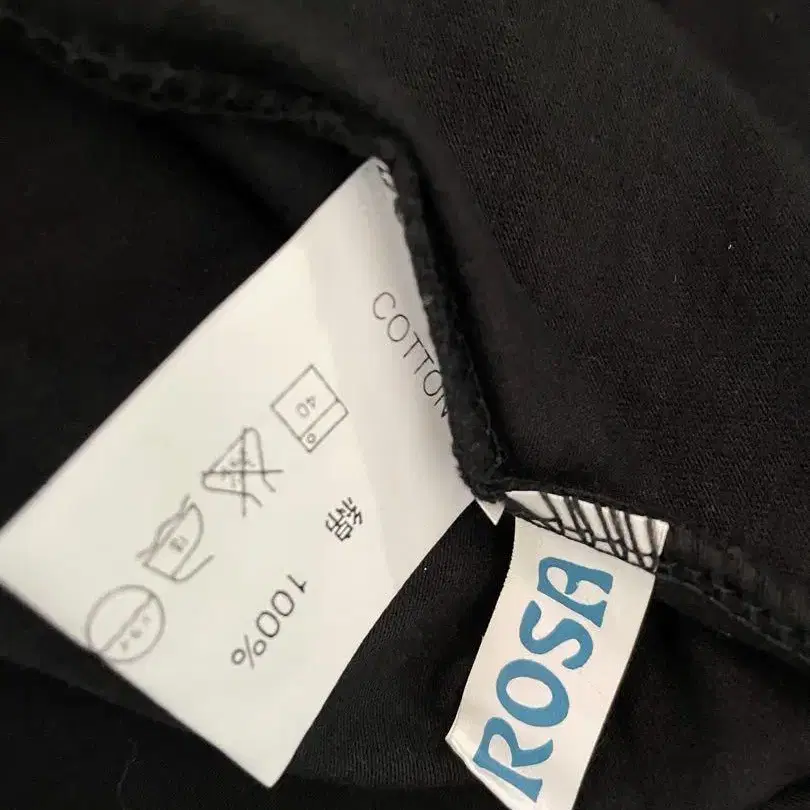 COTTON
綿 100%
40
ROSA